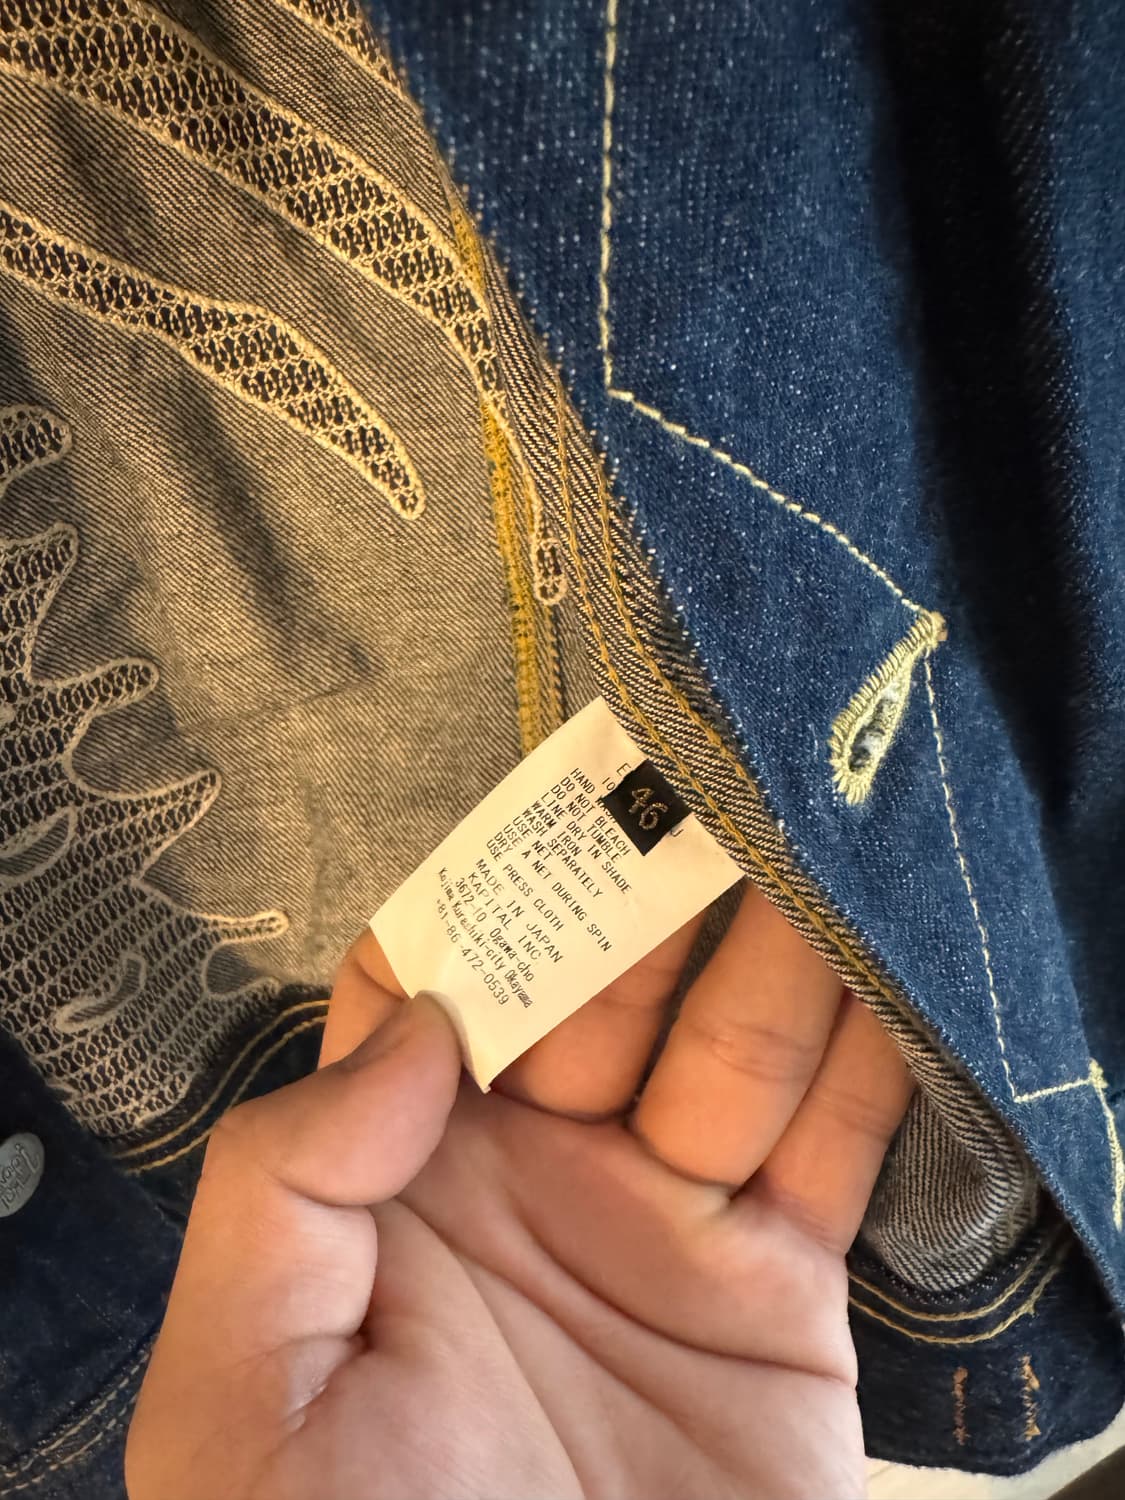 46
HAND
DO NOT BLEACH
DO NOT TUMBLE
LINE DRY IN SHADE
WARM IRON
WASH SEPARATELY
USE NET
USE A NET DURING SPIN
DRY
USE PRESS CLOTH
MADE IN JAPAN
KAPITAL INC
3672-10 Ogawa-cho
Kojima Kurashiki-city Okayama
+81-86-472-0539